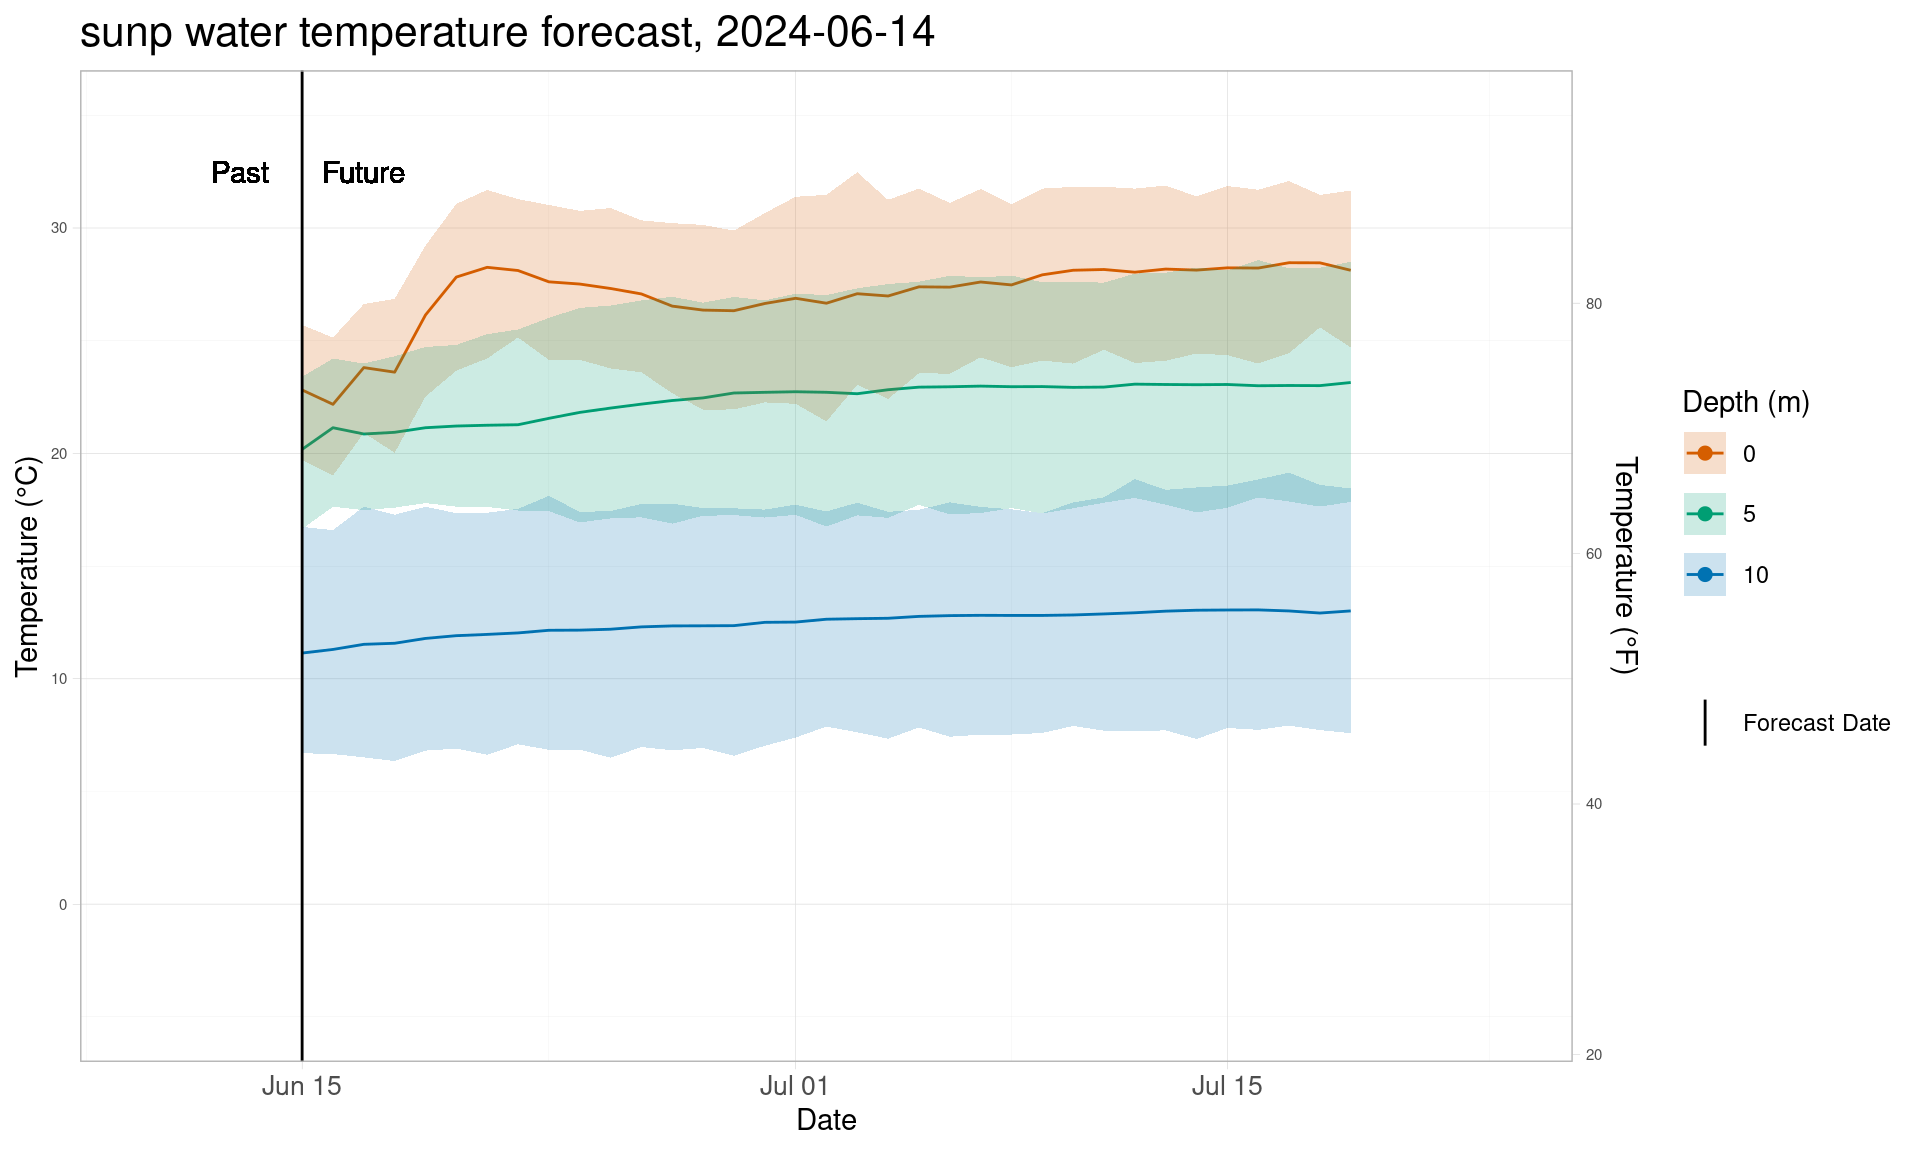 sunp water temperature forecast, 2024-06-14
Past
Future
30
20
10
0
Temperature (°C)
80
60
40
20
Temperature (°F)
Jun 15
Jul 01
Jul 15
Date
Depth (m)
0
5
10
Forecast Date